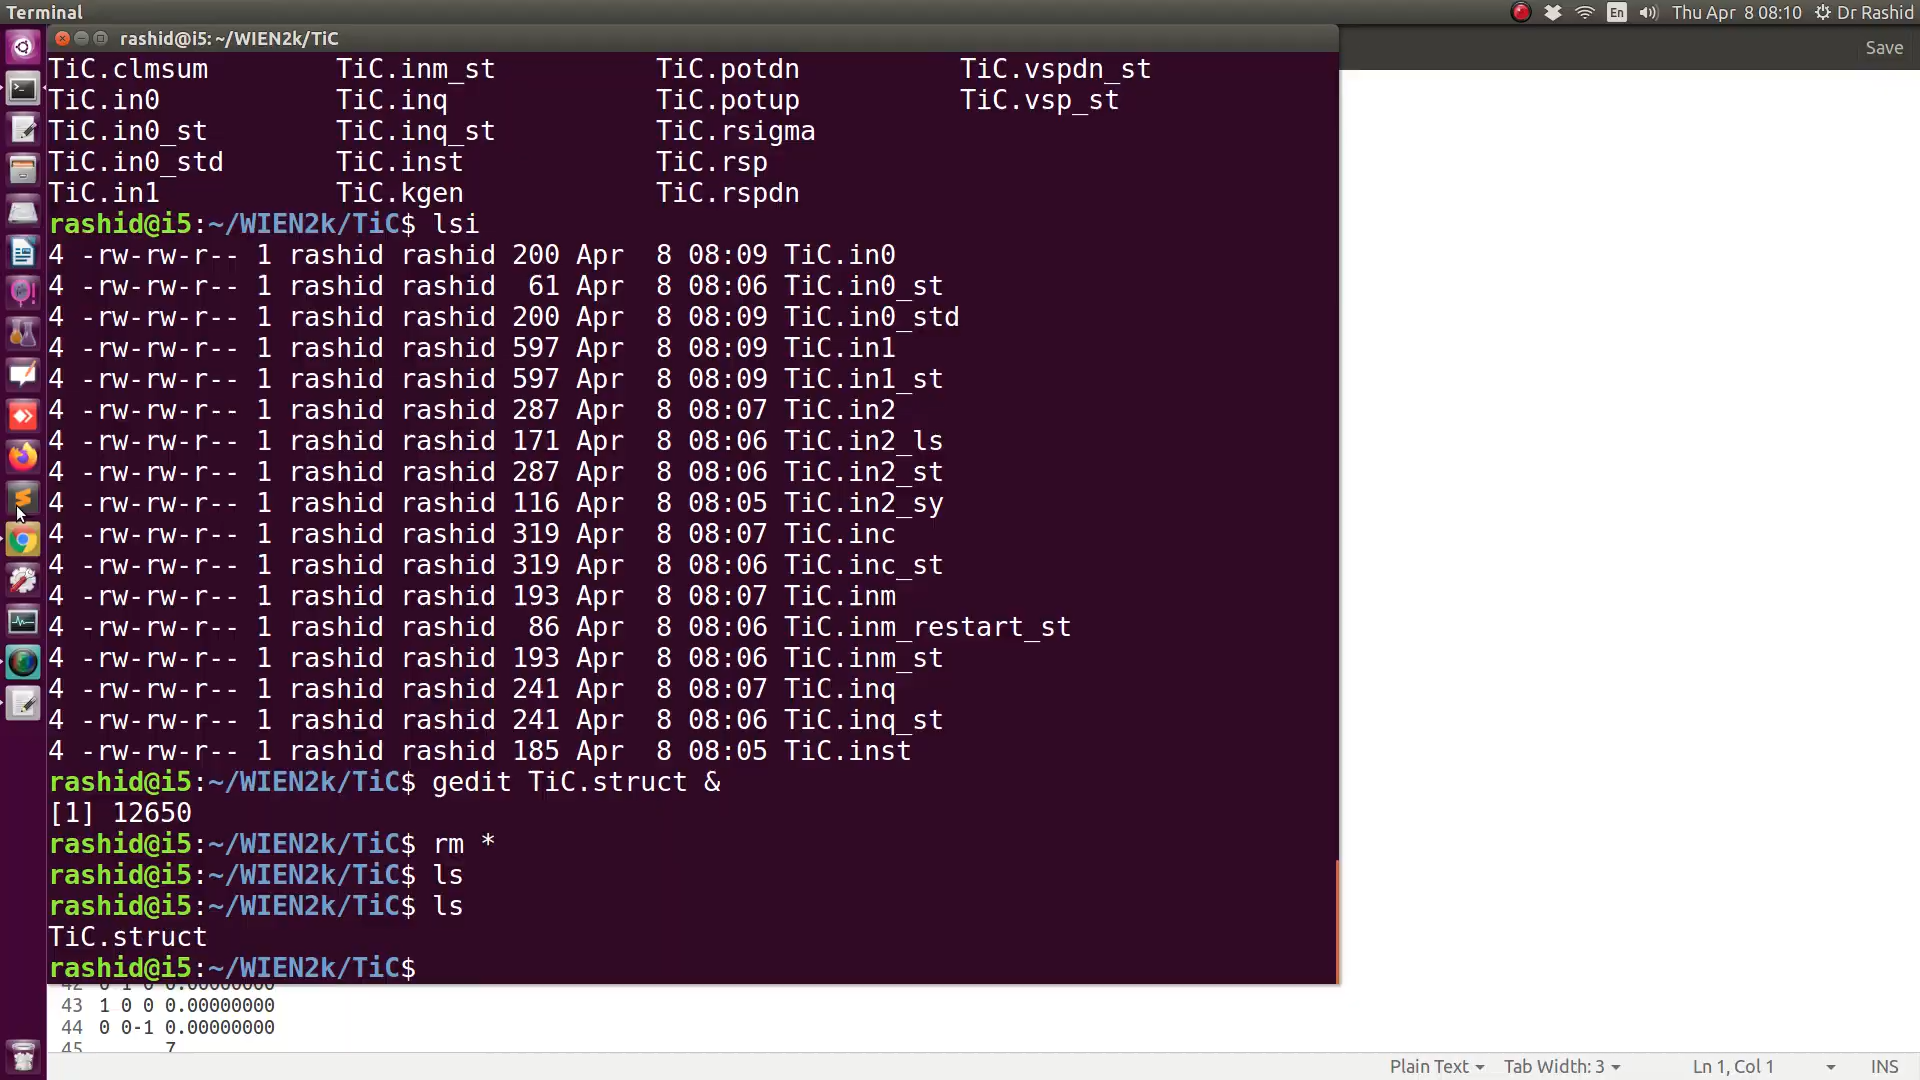 Terminal
En
Thu Apr 8 08:10
Dr Rashid
rashid@i5: ~/WIEN2k/TiC
Save
TiC.clmsum TiC.inm_st TiC.potdn TiC.vspdn_st
TiC.in0 TiC.inq TiC.potup TiC.vsp_st
TiC.in0_st TiC.inq_st TiC.rsigma
TiC.in0_std TiC.inst TiC.rsp
TiC.in1 TiC.kgen TiC.rspdn
rashid@i5:~/WIEN2k/TiC$ lsi
4 -rw-rw-r-- 1 rashid rashid 200 Apr 8 08:09 TiC.in0
4 -rw-rw-r-- 1 rashid rashid 61 Apr 8 08:06 TiC.in0_st
4 -rw-rw-r-- 1 rashid rashid 200 Apr 8 08:09 TiC.in0_std
4 -rw-rw-r-- 1 rashid rashid 597 Apr 8 08:09 TiC.in1
4 -rw-rw-r-- 1 rashid rashid 597 Apr 8 08:09 TiC.in1_st
4 -rw-rw-r-- 1 rashid rashid 287 Apr 8 08:07 TiC.in2
4 -rw-rw-r-- 1 rashid rashid 171 Apr 8 08:06 TiC.in2_ls
4 -rw-rw-r-- 1 rashid rashid 287 Apr 8 08:06 TiC.in2_st
4 -rw-rw-r-- 1 rashid rashid 116 Apr 8 08:05 TiC.in2_sy
4 -rw-rw-r-- 1 rashid rashid 319 Apr 8 08:07 TiC.inc
4 -rw-rw-r-- 1 rashid rashid 319 Apr 8 08:06 TiC.inc_st
4 -rw-rw-r-- 1 rashid rashid 193 Apr 8 08:07 TiC.inm
4 -rw-rw-r-- 1 rashid rashid 86 Apr 8 08:06 TiC.inm_restart_st
4 -rw-rw-r-- 1 rashid rashid 193 Apr 8 08:06 TiC.inm_st
4 -rw-rw-r-- 1 rashid rashid 241 Apr 8 08:07 TiC.inq
4 -rw-rw-r-- 1 rashid rashid 241 Apr 8 08:06 TiC.inq_st
4 -rw-rw-r-- 1 rashid rashid 185 Apr 8 08:05 TiC.inst
rashid@i5:~/WIEN2k/TiC$ gedit TiC.struct &
[1] 12650
rashid@i5:~/WIEN2k/TiC$ rm *
rashid@i5:~/WIEN2k/TiC$ ls
rashid@i5:~/WIEN2k/TiC$ ls
TiC.struct
rashid@i5:~/WIEN2k/TiC$
42 0 1 0 0.00000000
43 1 0 0 0.00000000
44 0 0-1 0.00000000
45 7
Plain Text Tab Width: 3 Ln 1, Col 1 INS